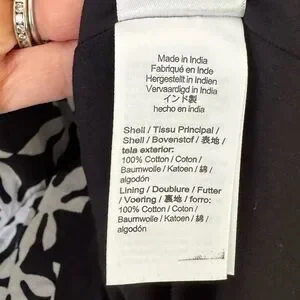 Made in India
Fabriqué en Inde
Hergestellt in Indien
Vervaardigd in India
インド製
hecho en india
Shell / Tissu Principal /
Shell / Bovenstof / 表地 /
tela exterior:
100% Cotton / Coton /
Baumwolle / Katoen / 綿 /
algodón
Lining / Doublure / Futter
/ Voering / 裏地 / forro:
100% Cotton / Coton /
Baumwolle / Katoen / 綿 /
algodón